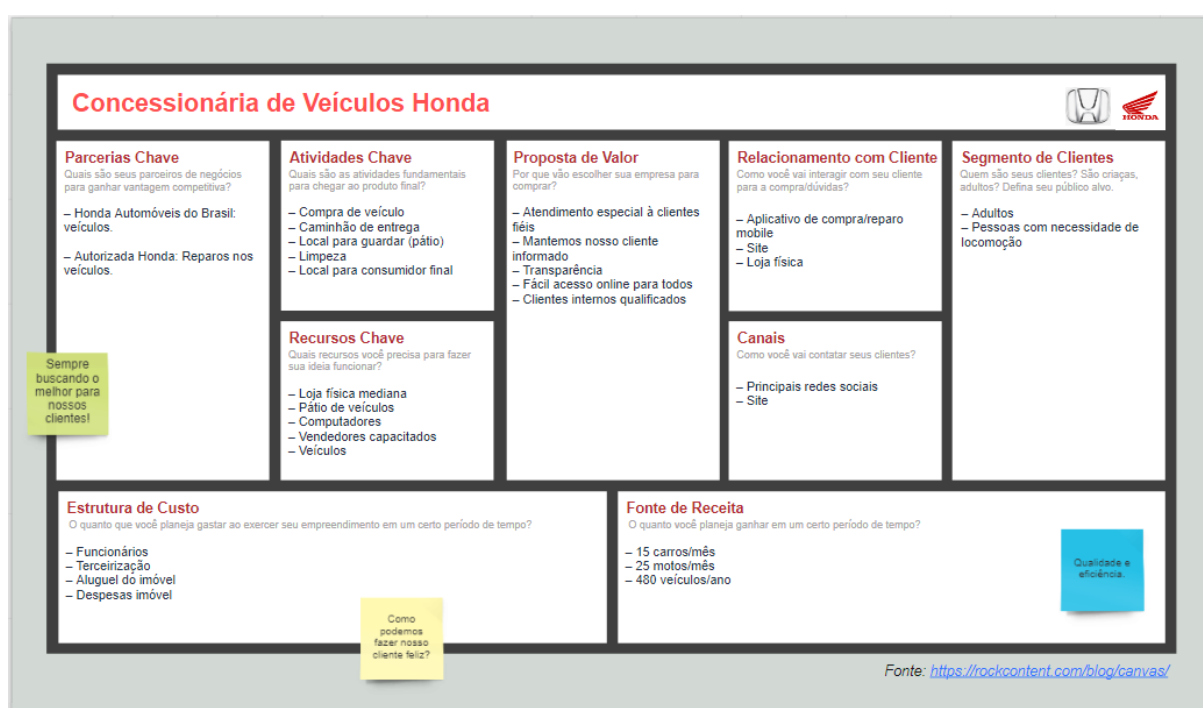 Concessionária de Veículos Honda
HONDA
Parcerias Chave
Quais são seus parceiros de negócios
para ganhar vantagem competitiva?
– Honda Automóveis do Brasil:
veículos.
– Autorizada Honda: Reparos nos
veículos.
Sempre
buscando o
melhor para
nossos
clientes!
Atividades Chave
Quais são as atividades fundamentais
para chegar ao produto final?
– Compra de veículo
– Caminhão de entrega
– Local para guardar (pátio)
– Limpeza
– Local para consumidor final
Recursos Chave
Quais recursos você precisa para fazer
sua ideia funcionar?
– Loja física mediana
– Pátio de veículos
– Computadores
– Vendedores capacitados
– Veículos
Proposta de Valor
Por que vão escolher sua empresa para
comprar?
– Atendimento especial à clientes
fiéis
– Mantemos nosso cliente
informado
– Transparência
– Fácil acesso online para todos
– Clientes internos qualificados
Relacionamento com Cliente
Como você vai interagir com seu cliente
para a compra/dúvidas?
– Aplicativo de compra/reparo
mobile
– Site
– Loja física
Canais
Como você vai contatar seus clientes?
– Principais redes sociais
– Site
Segmento de Clientes
Quem são seus clientes? São crianças,
adultos? Defina seu público alvo.
– Adultos
– Pessoas com necessidade de
locomoção
Estrutura de Custo
O quanto que você planeja gastar ao exercer seu empreendimento em um certo período de tempo?
– Funcionários
– Terceirização
– Aluguel do imóvel
– Despesas imóvel
Como
podemos
fazer nosso
cliente feliz?
Fonte de Receita
O quanto você planeja ganhar em um certo período de tempo?
– 15 carros/mês
– 25 motos/mês
– 480 veículos/ano
Qualidade e
eficiência.
Fonte: https://rockcontent.com/blog/canvas/